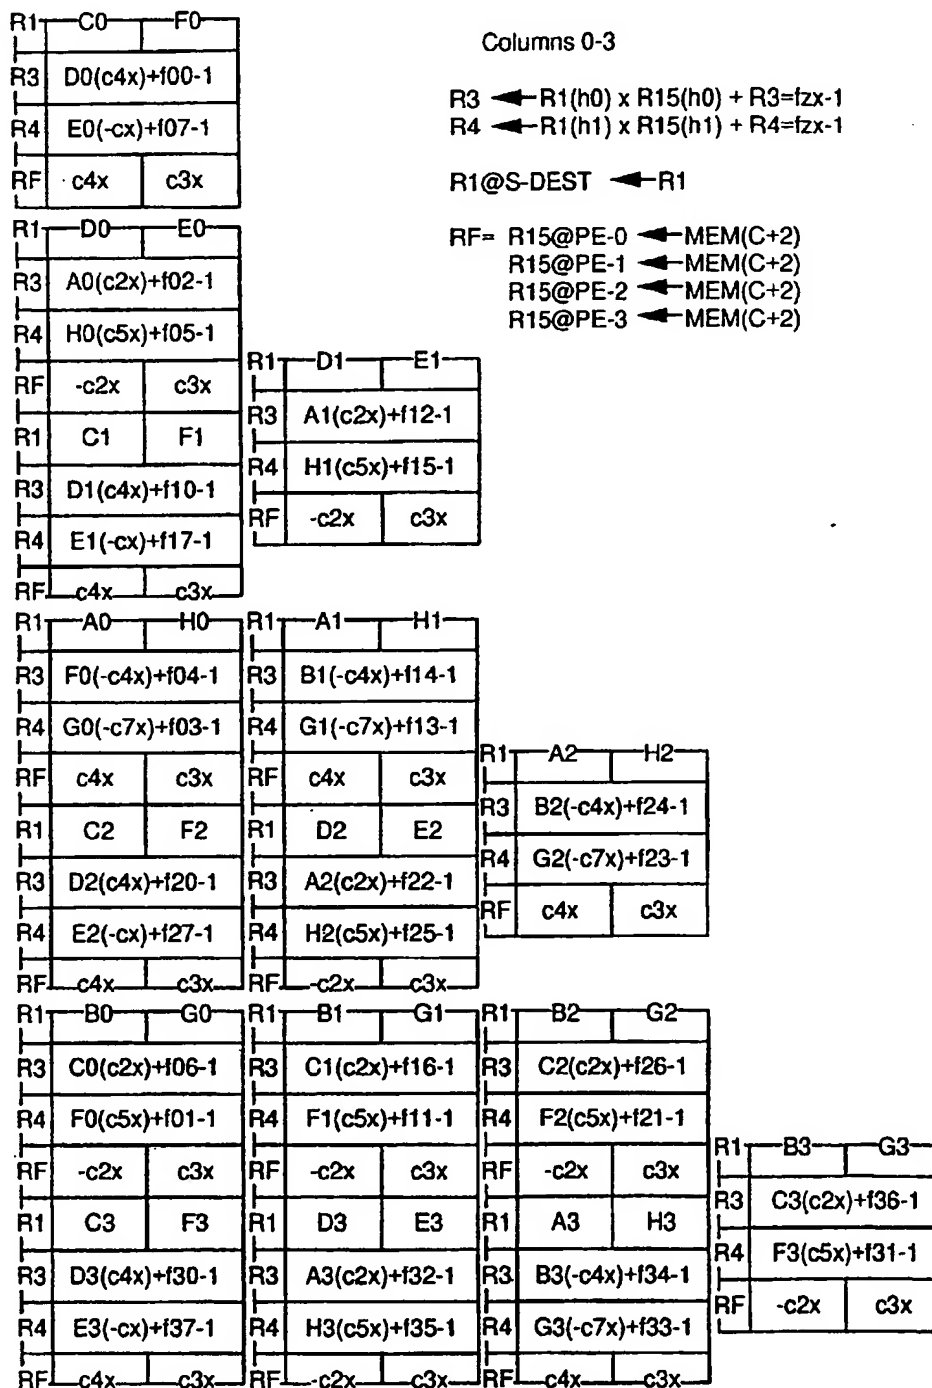 R1 C0 F0
R3 D0(c4x)+f00-1
R4 E0(-cx)+f07-1
RF c4x c3x
Columns 0-3
R3 ◄— R1(h0) x R15(h0) + R3=fzx-1
R4 ◄— R1(h1) x R15(h1) + R4=fzx-1
R1@S-DEST ◄— R1
RF= R15@PE-0 ◄— MEM(C+2)
R15@PE-1 ◄— MEM(C+2)
R15@PE-2 ◄— MEM(C+2)
R15@PE-3 ◄— MEM(C+2)
R1 D0 E0
R3 A0(c2x)+f02-1
R4 H0(c5x)+f05-1
RF -c2x c3x
R1 C1 F1
R3 D1(c4x)+f10-1
R4 E1(-cx)+f17-1
RF c4x c3x
R1 D1 E1
R3 A1(c2x)+f12-1
R4 H1(c5x)+f15-1
RF -c2x c3x
R1 A0 H0
R3 F0(-c4x)+f04-1
R4 G0(-c7x)+f03-1
RF c4x c3x
R1 C2 F2
R3 D2(c4x)+f20-1
R4 E2(-cx)+f27-1
RF c4x c3x
R1 A1 H1
R3 B1(-c4x)+f14-1
R4 G1(-c7x)+f13-1
RF c4x c3x
R1 D2 E2
R3 A2(c2x)+f22-1
R4 H2(c5x)+f25-1
RF -c2x c3x
R1 A2 H2
R3 B2(-c4x)+f24-1
R4 G2(-c7x)+f23-1
RF c4x c3x
R1 B0 G0
R3 C0(c2x)+f06-1
R4 F0(c5x)+f01-1
RF -c2x c3x
R1 C3 F3
R3 D3(c4x)+f30-1
R4 E3(-cx)+f37-1
RF c4x c3x
R1 B1 G1
R3 C1(c2x)+f16-1
R4 F1(c5x)+f11-1
RF -c2x c3x
R1 D3 E3
R3 A3(c2x)+f32-1
R4 H3(c5x)+f35-1
RF -c2x c3x
R1 B2 G2
R3 C2(c2x)+f26-1
R4 F2(c5x)+f21-1
RF -c2x c3x
R1 A3 H3
R3 B3(-c4x)+f34-1
R4 G3(-c7x)+f33-1
RF c4x c3x
R1 B3 G3
R3 C3(c2x)+f36-1
R4 F3(c5x)+f31-1
RF -c2x c3x